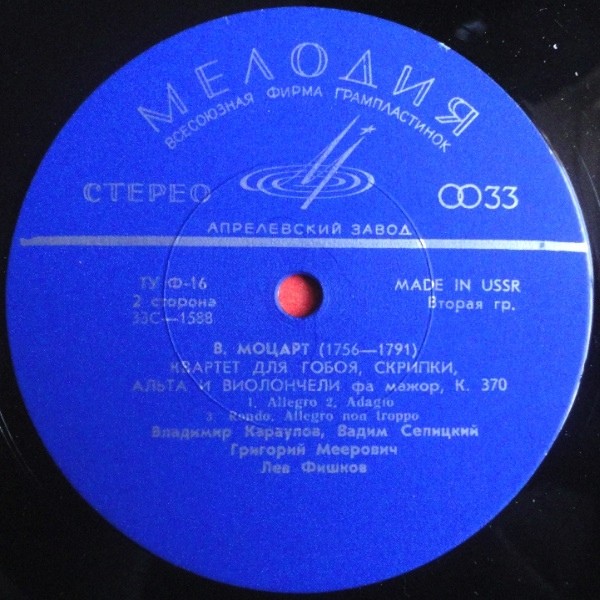 МЕЛОДИЯ
ВСЕСОЮЗНАЯ ФИРМА ГРАМПЛАСТИНОК
СТЕРЕО
33
АПРЕЛЕВСКИЙ ЗАВОД
ТУ Ф-16
MADE IN USSR
2 сторона
Вторая гр.
33С—1588
В. МОЦАРТ (1756—1791)
КВАРТЕТ ДЛЯ ГОБОЯ, СКРИПКИ,
АЛЬТА И ВИОЛОНЧЕЛИ фа мажор, К. 370
1. Allegro 2. Adagio
3. Rondo. Allegro non troppo
Владимир Караулов, Вадим Сепицкий
Григорий Меерович
Лев Фишков